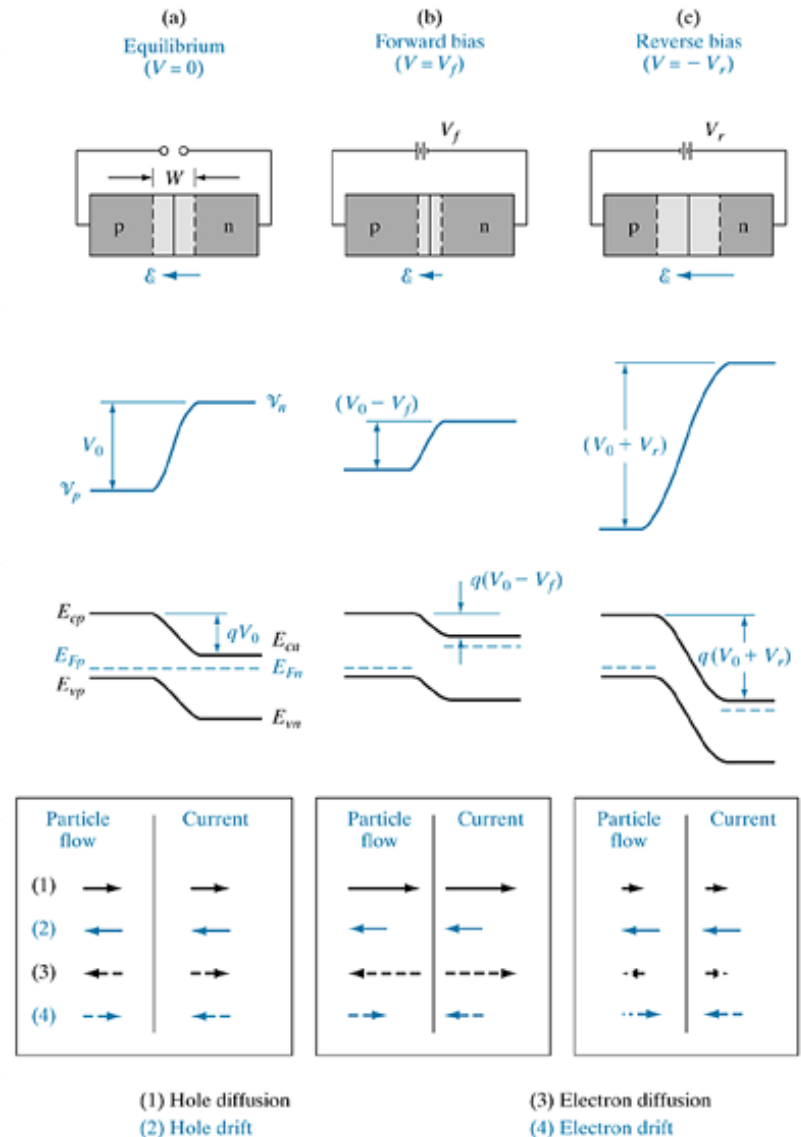 (a)
Equilibrium
(V = 0)
(b)
Forward bias
(V = V_f)
(c)
Reverse bias
(V = − V_r)
W
p
n
ℰ
V_f
p
n
ℰ
V_r
p
n
ℰ
V_0
𝒱_n
𝒱_p
(V_0 − V_f)
(V_0 + V_r)
E_cp
qV_0
E_cn
E_Fp
E_Fn
E_vp
E_vn
q(V_0 − V_f)
q(V_0 + V_r)
Particle flow
Current
(1)
(2)
(3)
(4)
Particle flow
Current
Particle flow
Current
(1) Hole diffusion
(2) Hole drift
(3) Electron diffusion
(4) Electron drift